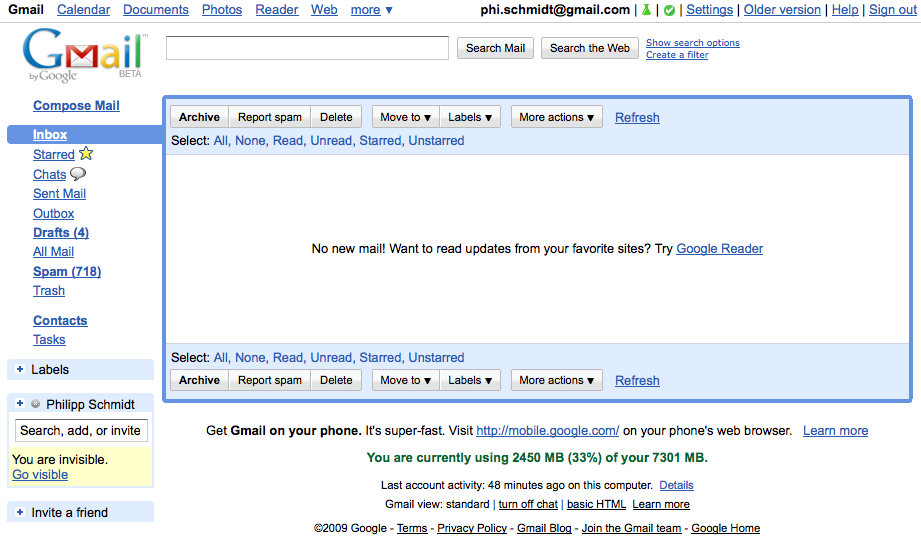 Gmail Calendar Documents Photos Reader Web more ▼ phi.schmidt@gmail.com | | | Settings | Older version | Help | Sign out
Gmail™
by Google BETA
Search Mail Search the Web Show search options
Create a filter
Compose Mail
Inbox
Starred
Chats
Sent Mail
Outbox
Drafts (4)
All Mail
Spam (718)
Trash
Contacts
Tasks
+ Labels
+ Philipp Schmidt
Search, add, or invite
You are invisible.
Go visible
+ Invite a friend
Archive Report spam Delete Move to ▼ Labels ▼ More actions ▼ Refresh
Select: All, None, Read, Unread, Starred, Unstarred
No new mail! Want to read updates from your favorite sites? Try Google Reader
Select: All, None, Read, Unread, Starred, Unstarred
Archive Report spam Delete Move to ▼ Labels ▼ More actions ▼ Refresh
Get Gmail on your phone. It's super-fast. Visit http://mobile.google.com/ on your phone's web browser. Learn more
You are currently using 2450 MB (33%) of your 7301 MB.
Last account activity: 48 minutes ago on this computer. Details
Gmail view: standard | turn off chat | basic HTML Learn more
©2009 Google - Terms - Privacy Policy - Gmail Blog - Join the Gmail team - Google Home